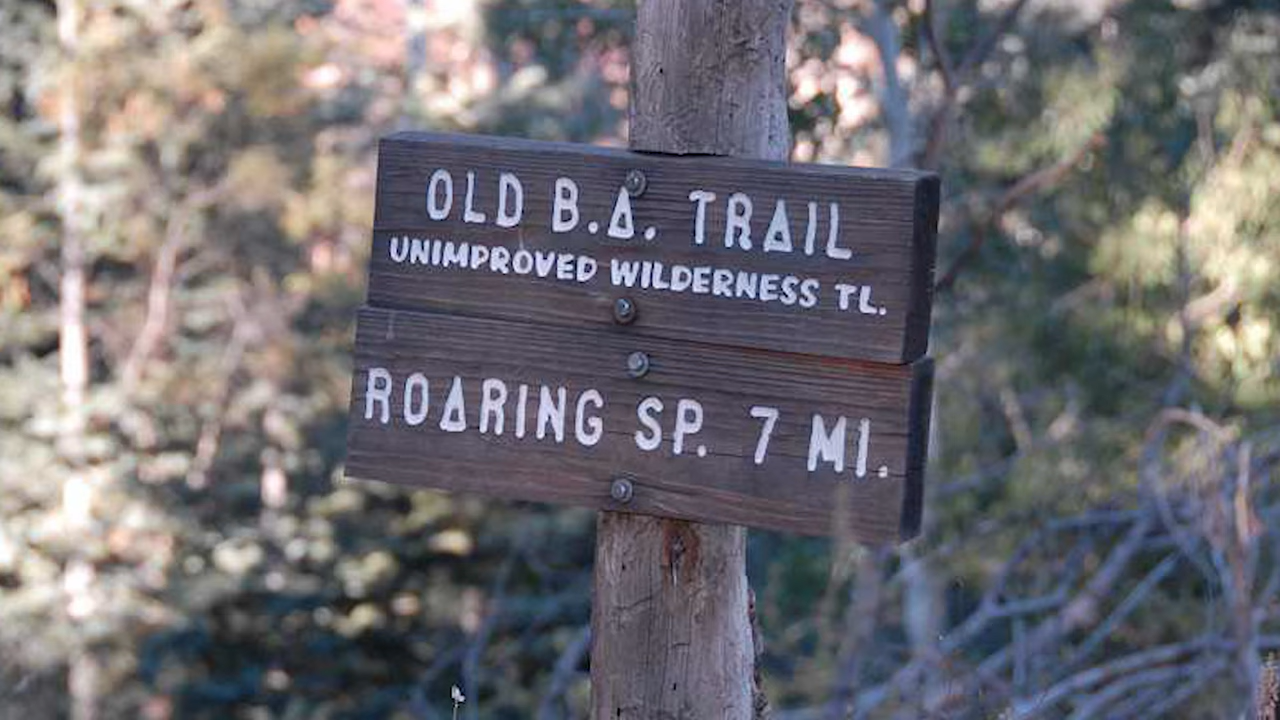 OLD B.A. TRAIL
UNIMPROVED WILDERNESS TL.
ROARING SP. 7 MI.